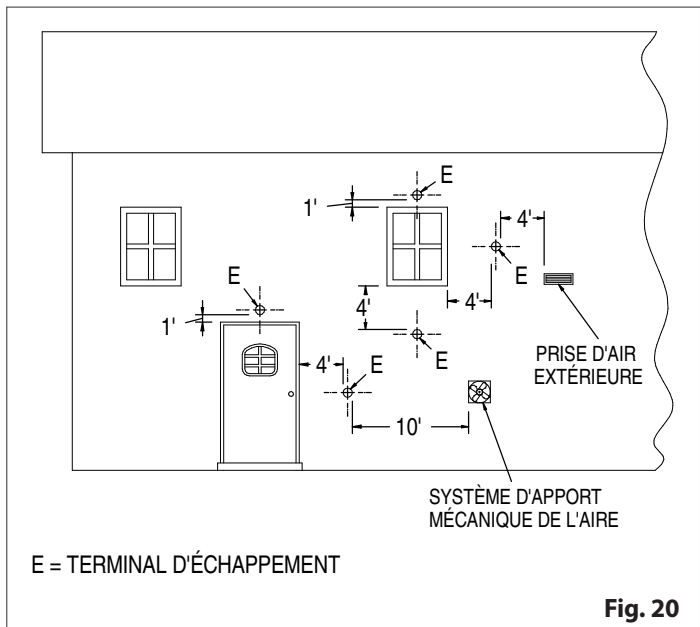 E
1'
4'
E
E
4'
4'
1'
E
4'
E
PRISE D'AIR
EXTÉRIEURE
10'
SYSTÈME D'APPORT
MÉCANIQUE DE L'AIRE
E = TERMINAL D'ÉCHAPPEMENT
Fig. 20